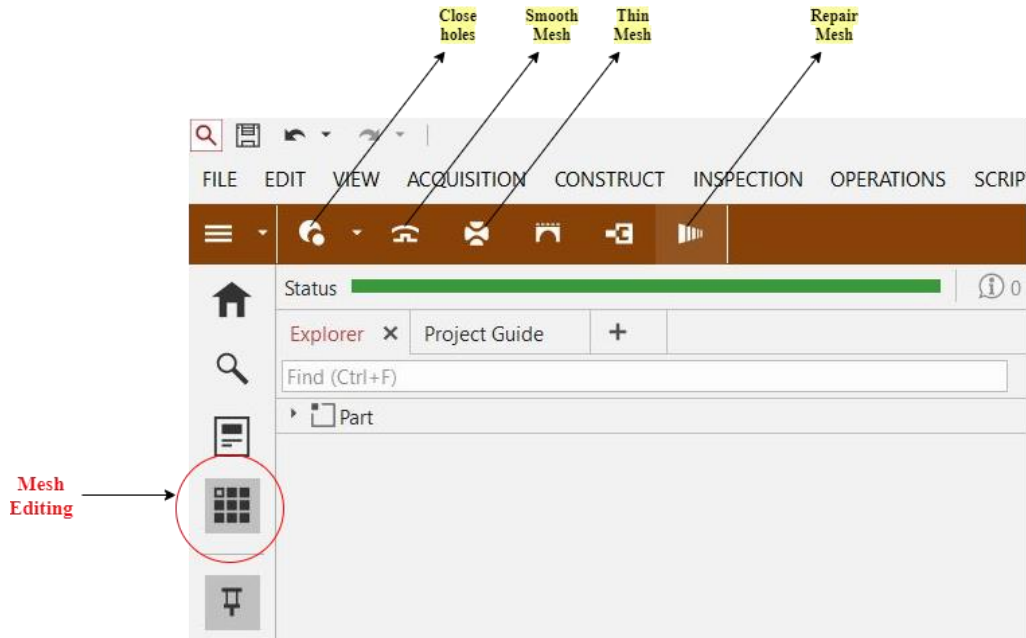 Close holes
Smooth Mesh
Thin Mesh
Repair Mesh
FILE EDIT VIEW ACQUISITION CONSTRUCT INSPECTION OPERATIONS SCRIP
Status 0
Explorer Project Guide
Find (Ctrl+F)
Part
Mesh Editing